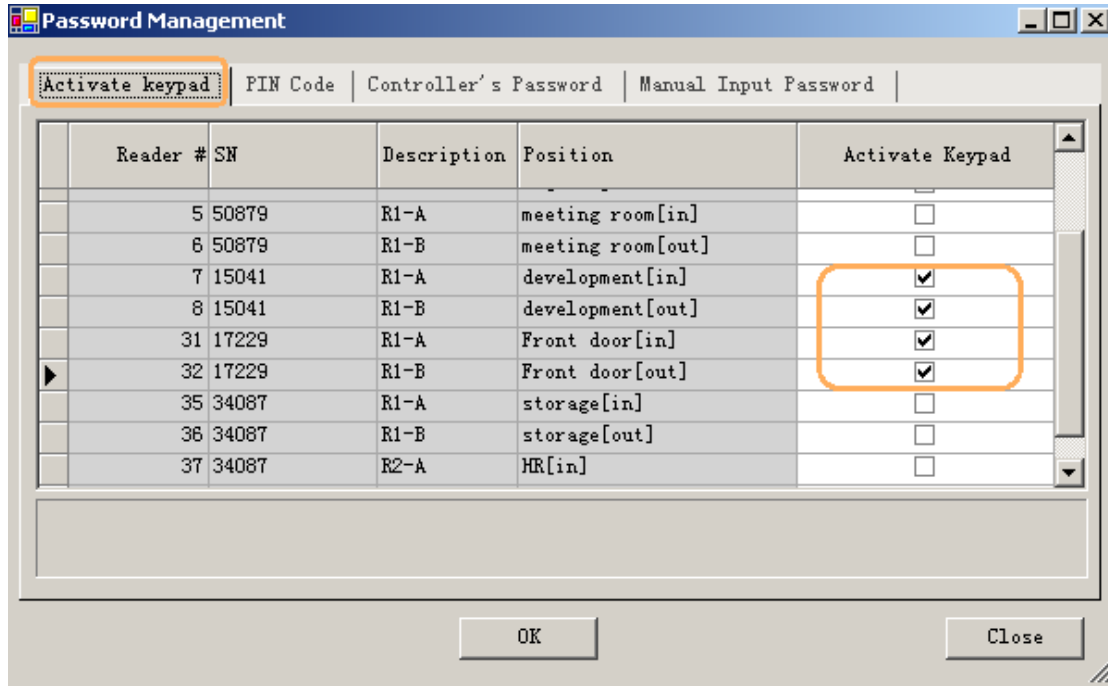 Password Management
Activate keypad PIN Code Controller's Password Manual Input Password
Reader # SN Description Position Activate Keypad
5 50879 R1-A meeting room[in]
6 50879 R1-B meeting room[out]
7 15041 R1-A development[in]
8 15041 R1-B development[out]
31 17229 R1-A Front door[in]
32 17229 R1-B Front door[out]
35 34087 R1-A storage[in]
36 34087 R1-B storage[out]
37 34087 R2-A HR[in]
OK Close